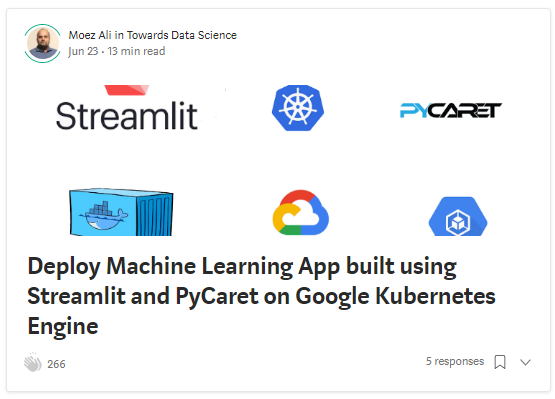 Moez Ali in Towards Data Science
Jun 23 · 13 min read
Streamlit
PYCARET
Deploy Machine Learning App built using
Streamlit and PyCaret on Google Kubernetes
Engine
266
5 responses